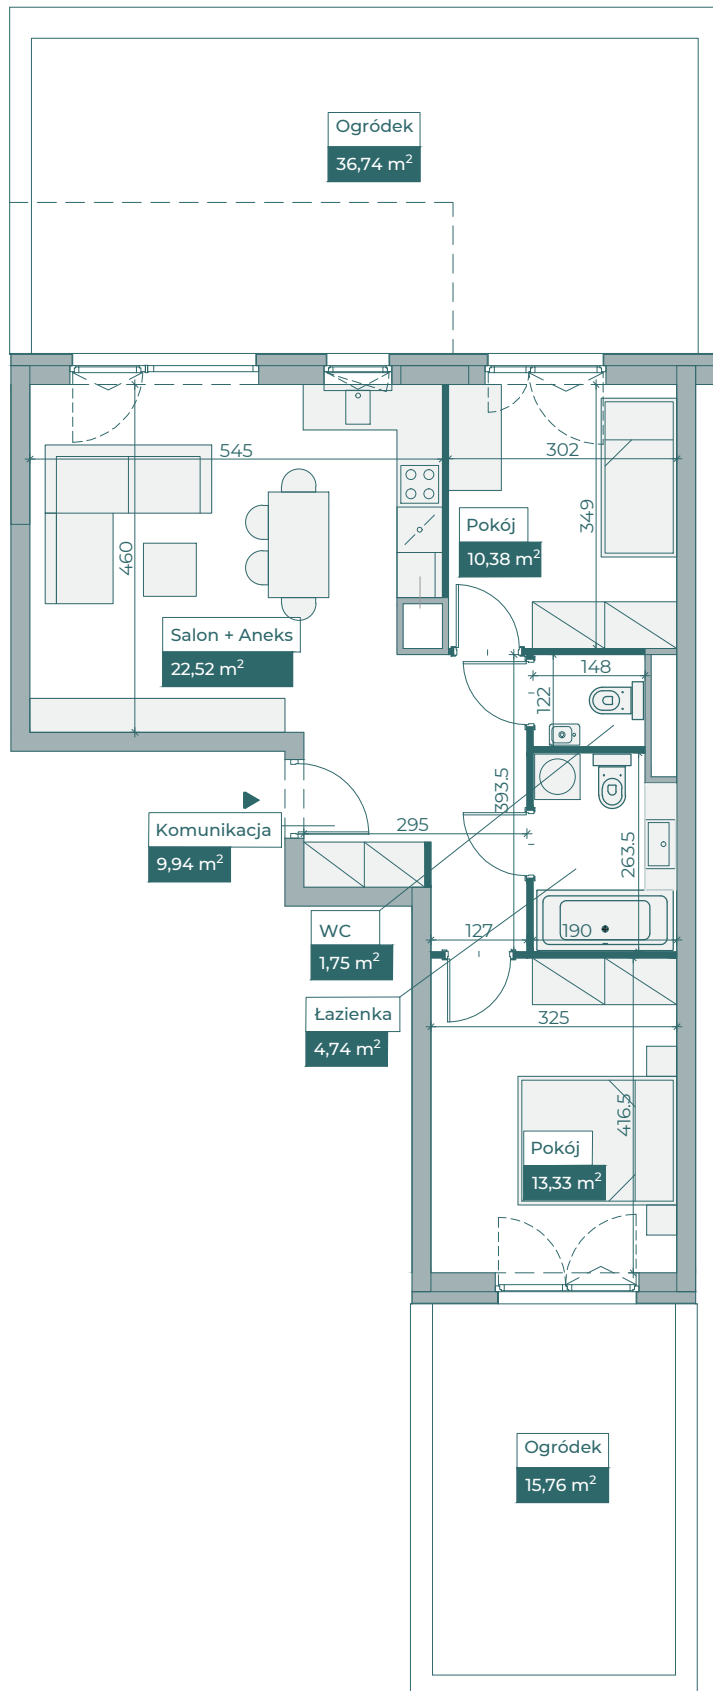 Ogródek
36,74 m²
545
302
460
349
Pokój
10,38 m²
Salon + Aneks
22,52 m²
148
122
393.5
Komunikacja
9,94 m²
295
263.5
WC
1,75 m²
127
190
Łazienka
4,74 m²
325
416.5
Pokój
13,33 m²
Ogródek
15,76 m²